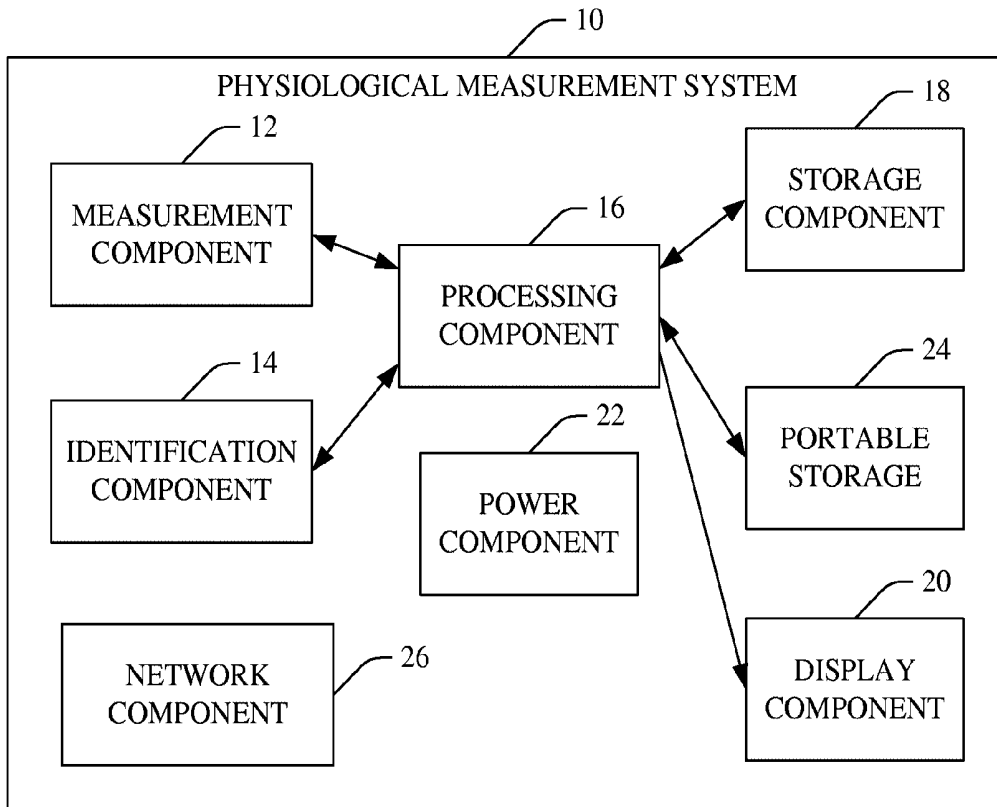 10
PHYSIOLOGICAL MEASUREMENT SYSTEM
12
MEASUREMENT
COMPONENT
16
PROCESSING
COMPONENT
18
STORAGE
COMPONENT
14
IDENTIFICATION
COMPONENT
22
POWER
COMPONENT
24
PORTABLE
STORAGE
26
NETWORK
COMPONENT
20
DISPLAY
COMPONENT